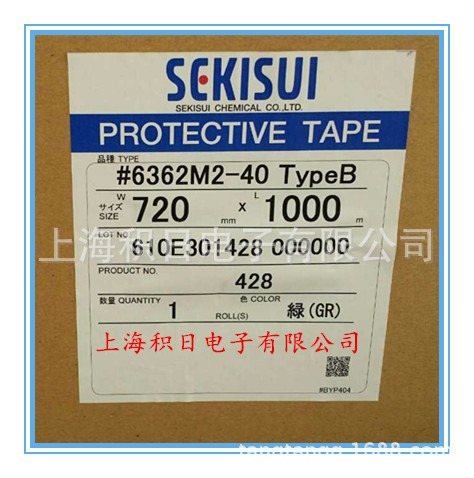 SEKISUI
SEKISUI CHEMICAL CO.,LTD.
PROTECTIVE TAPE
品種 TYPE
#6362M2-40 TypeB
W サイズ SIZE 720 mm x L 1000 m
LOT NO.
上海积日电子有限公司
610E301428 000000
PRODUCT NO.
428
数量 QUANTITY 1 ROLL(S) 色 COLOR 緑(GR)
上海积日电子有限公司
#BYP404